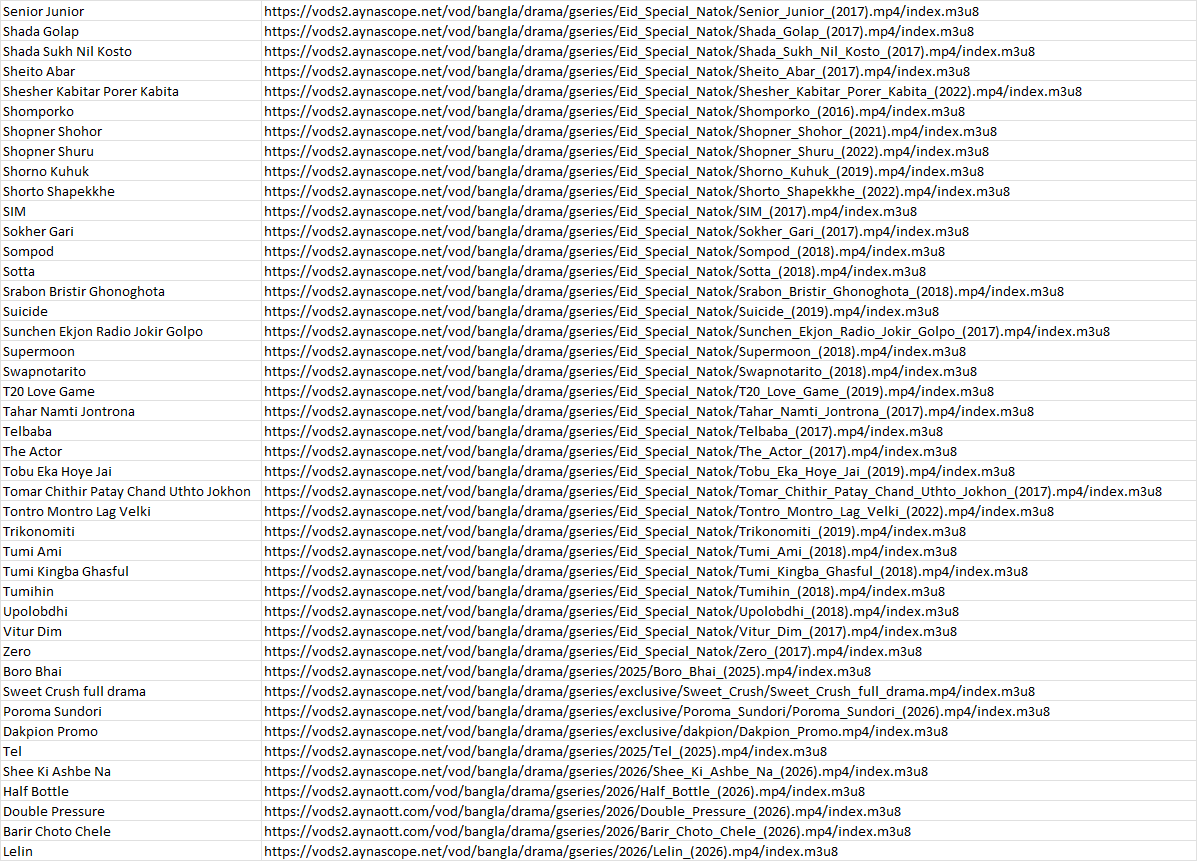 Senior Junior https://vods2.aynascope.net/vod/bangla/drama/gseries/Eid_Special_Natok/Senior_Junior_(2017).mp4/index.m3u8
Shada Golap https://vods2.aynascope.net/vod/bangla/drama/gseries/Eid_Special_Natok/Shada_Golap_(2017).mp4/index.m3u8
Shada Sukh Nil Kosto https://vods2.aynascope.net/vod/bangla/drama/gseries/Eid_Special_Natok/Shada_Sukh_Nil_Kosto_(2017).mp4/index.m3u8
Sheito Abar https://vods2.aynascope.net/vod/bangla/drama/gseries/Eid_Special_Natok/Sheito_Abar_(2017).mp4/index.m3u8
Shesher Kabitar Porer Kabita https://vods2.aynascope.net/vod/bangla/drama/gseries/Eid_Special_Natok/Shesher_Kabitar_Porer_Kabita_(2022).mp4/index.m3u8
Shomporko https://vods2.aynascope.net/vod/bangla/drama/gseries/Eid_Special_Natok/Shomporko_(2016).mp4/index.m3u8
Shopner Shohor https://vods2.aynascope.net/vod/bangla/drama/gseries/Eid_Special_Natok/Shopner_Shohor_(2021).mp4/index.m3u8
Shopner Shuru https://vods2.aynascope.net/vod/bangla/drama/gseries/Eid_Special_Natok/Shopner_Shuru_(2022).mp4/index.m3u8
Shorno Kuhuk https://vods2.aynascope.net/vod/bangla/drama/gseries/Eid_Special_Natok/Shorno_Kuhuk_(2019).mp4/index.m3u8
Shorto Shapekkhe https://vods2.aynascope.net/vod/bangla/drama/gseries/Eid_Special_Natok/Shorto_Shapekkhe_(2022).mp4/index.m3u8
SIM https://vods2.aynascope.net/vod/bangla/drama/gseries/Eid_Special_Natok/SIM_(2017).mp4/index.m3u8
Sokher Gari https://vods2.aynascope.net/vod/bangla/drama/gseries/Eid_Special_Natok/Sokher_Gari_(2017).mp4/index.m3u8
Sompod https://vods2.aynascope.net/vod/bangla/drama/gseries/Eid_Special_Natok/Sompod_(2018).mp4/index.m3u8
Sotta https://vods2.aynascope.net/vod/bangla/drama/gseries/Eid_Special_Natok/Sotta_(2018).mp4/index.m3u8
Srabon Bristir Ghonoghota https://vods2.aynascope.net/vod/bangla/drama/gseries/Eid_Special_Natok/Srabon_Bristir_Ghonoghota_(2018).mp4/index.m3u8
Suicide https://vods2.aynascope.net/vod/bangla/drama/gseries/Eid_Special_Natok/Suicide_(2019).mp4/index.m3u8
Sunchen Ekjon Radio Jokir Golpo https://vods2.aynascope.net/vod/bangla/drama/gseries/Eid_Special_Natok/Sunchen_Ekjon_Radio_Jokir_Golpo_(2017).mp4/index.m3u8
Supermoon https://vods2.aynascope.net/vod/bangla/drama/gseries/Eid_Special_Natok/Supermoon_(2018).mp4/index.m3u8
Swapnotarito https://vods2.aynascope.net/vod/bangla/drama/gseries/Eid_Special_Natok/Swapnotarito_(2018).mp4/index.m3u8
T20 Love Game https://vods2.aynascope.net/vod/bangla/drama/gseries/Eid_Special_Natok/T20_Love_Game_(2019).mp4/index.m3u8
Tahar Namti Jontrona https://vods2.aynascope.net/vod/bangla/drama/gseries/Eid_Special_Natok/Tahar_Namti_Jontrona_(2017).mp4/index.m3u8
Telbaba https://vods2.aynascope.net/vod/bangla/drama/gseries/Eid_Special_Natok/Telbaba_(2017).mp4/index.m3u8
The Actor https://vods2.aynascope.net/vod/bangla/drama/gseries/Eid_Special_Natok/The_Actor_(2017).mp4/index.m3u8
Tobu Eka Hoye Jai https://vods2.aynascope.net/vod/bangla/drama/gseries/Eid_Special_Natok/Tobu_Eka_Hoye_Jai_(2019).mp4/index.m3u8
Tomar Chithir Patay Chand Uthto Jokhon https://vods2.aynascope.net/vod/bangla/drama/gseries/Eid_Special_Natok/Tomar_Chithir_Patay_Chand_Uthto_Jokhon_(2017).mp4/index.m3u8
Tontro Montro Lag Velki https://vods2.aynascope.net/vod/bangla/drama/gseries/Eid_Special_Natok/Tontro_Montro_Lag_Velki_(2022).mp4/index.m3u8
Trikonomiti https://vods2.aynascope.net/vod/bangla/drama/gseries/Eid_Special_Natok/Trikonomiti_(2019).mp4/index.m3u8
Tumi Ami https://vods2.aynascope.net/vod/bangla/drama/gseries/Eid_Special_Natok/Tumi_Ami_(2018).mp4/index.m3u8
Tumi Kingba Ghasful https://vods2.aynascope.net/vod/bangla/drama/gseries/Eid_Special_Natok/Tumi_Kingba_Ghasful_(2018).mp4/index.m3u8
Tumihin https://vods2.aynascope.net/vod/bangla/drama/gseries/Eid_Special_Natok/Tumihin_(2018).mp4/index.m3u8
Upolobdhi https://vods2.aynascope.net/vod/bangla/drama/gseries/Eid_Special_Natok/Upolobdhi_(2018).mp4/index.m3u8
Vitur Dim https://vods2.aynascope.net/vod/bangla/drama/gseries/Eid_Special_Natok/Vitur_Dim_(2017).mp4/index.m3u8
Zero https://vods2.aynascope.net/vod/bangla/drama/gseries/Eid_Special_Natok/Zero_(2017).mp4/index.m3u8
Boro Bhai https://vods2.aynascope.net/vod/bangla/drama/gseries/2025/Boro_Bhai_(2025).mp4/index.m3u8
Sweet Crush full drama https://vods2.aynascope.net/vod/bangla/drama/gseries/exclusive/Sweet_Crush/Sweet_Crush_full_drama.mp4/index.m3u8
Poroma Sundori https://vods2.aynascope.net/vod/bangla/drama/gseries/exclusive/Poroma_Sundori/Poroma_Sundori_(2026).mp4/index.m3u8
Dakpion Promo https://vods2.aynascope.net/vod/bangla/drama/gseries/exclusive/dakpion/Dakpion_Promo.mp4/index.m3u8
Tel https://vods2.aynascope.net/vod/bangla/drama/gseries/2025/Tel_(2025).mp4/index.m3u8
Shee Ki Ashbe Na https://vods2.aynascope.net/vod/bangla/drama/gseries/2026/Shee_Ki_Ashbe_Na_(2026).mp4/index.m3u8
Half Bottle https://vods2.aynaott.com/vod/bangla/drama/gseries/2026/Half_Bottle_(2026).mp4/index.m3u8
Double Pressure https://vods2.aynaott.com/vod/bangla/drama/gseries/2026/Double_Pressure_(2026).mp4/index.m3u8
Barir Choto Chele https://vods2.aynaott.com/vod/bangla/drama/gseries/2026/Barir_Choto_Chele_(2026).mp4/index.m3u8
Lelin https://vods2.aynascope.net/vod/bangla/drama/gseries/2026/Lelin_(2026).mp4/index.m3u8